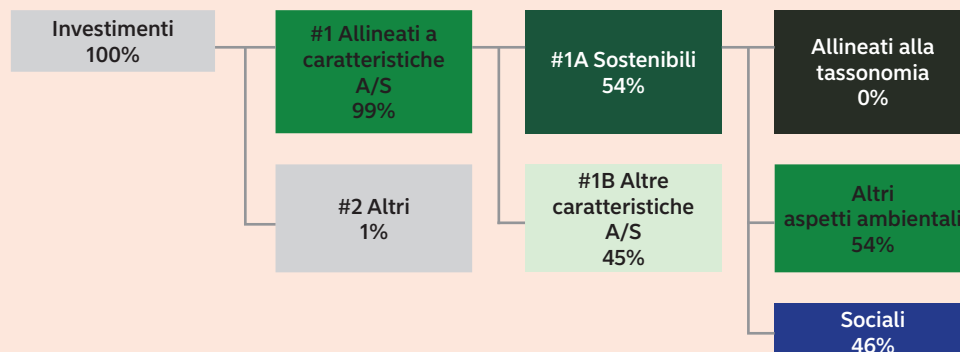 Investimenti
100%
#1 Allineati a
caratteristiche
A/S
99%
#1A Sostenibili
54%
Allineati alla
tassonomia
0%
#2 Altri
1%
#1B Altre
caratteristiche
A/S
45%
Altri
aspetti ambientali
54%
Sociali
46%